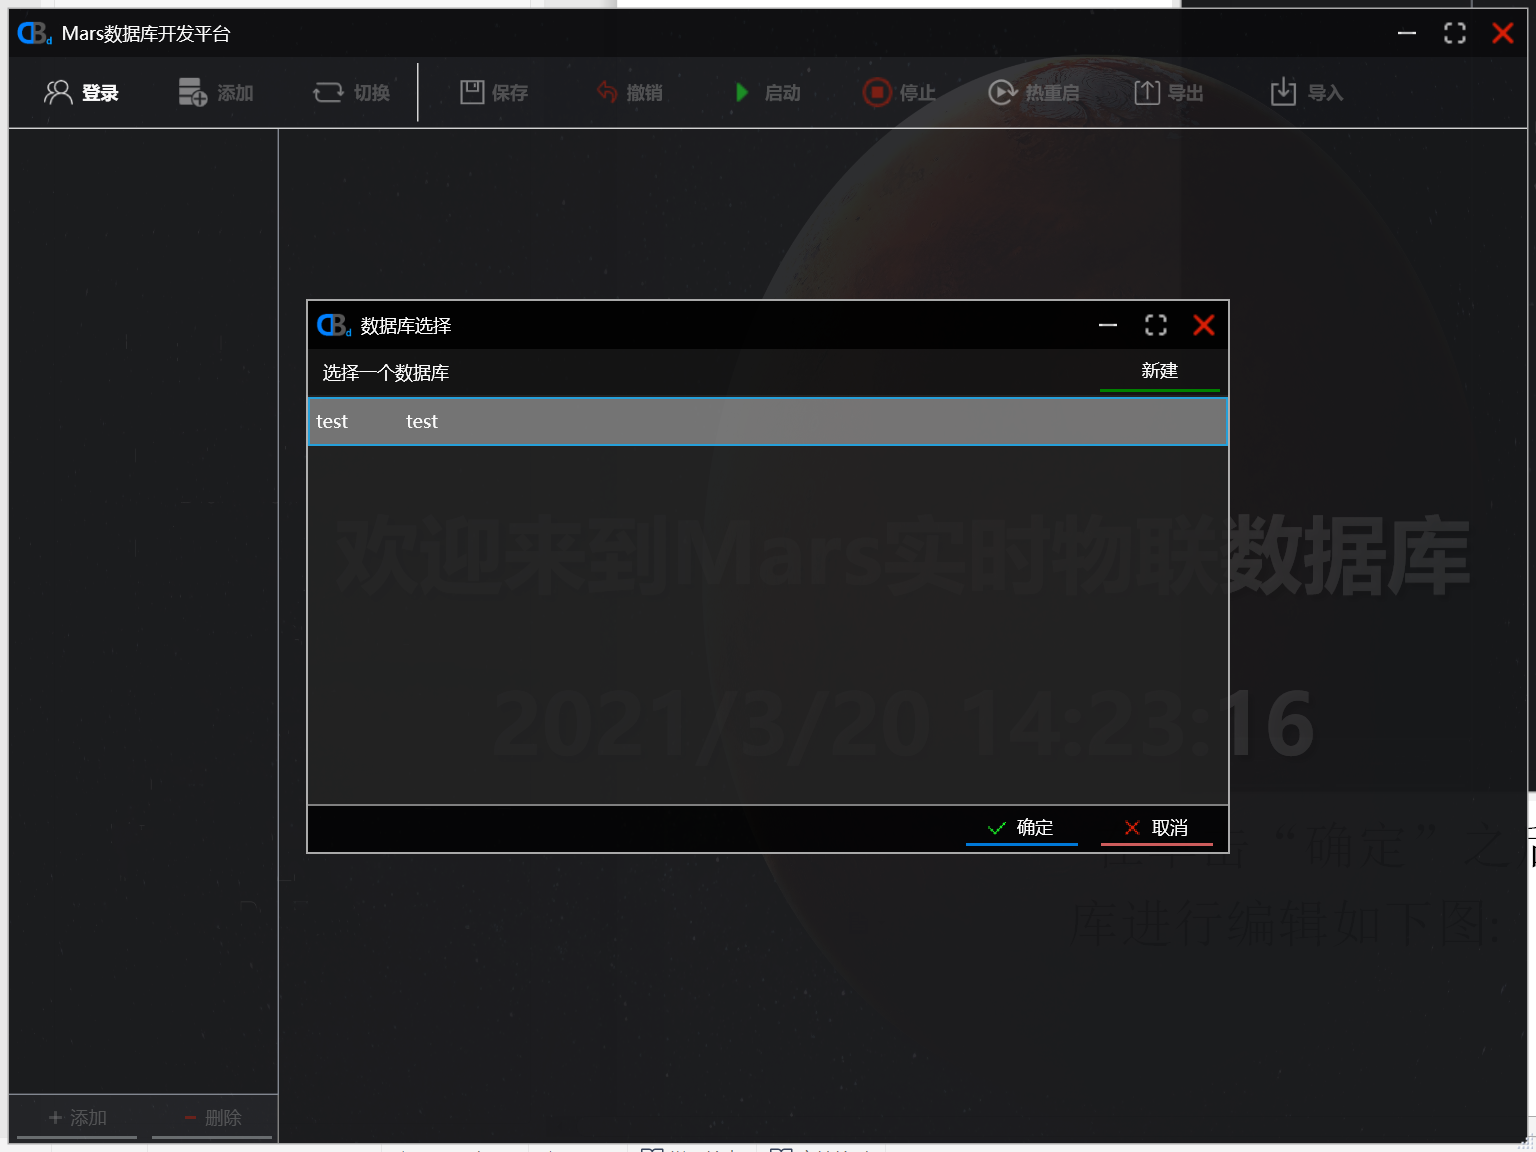 Mars数据库开发平台
登录 添加 切换 保存 撤销 启动 停止 热重启 导出 导入
数据库选择
选择一个数据库 新建
test test
欢迎来到Mars实时物联数据库
2021/3/20 14:23:16
确定 取消
“确定”之后
库进行编辑如下图:
添加 删除